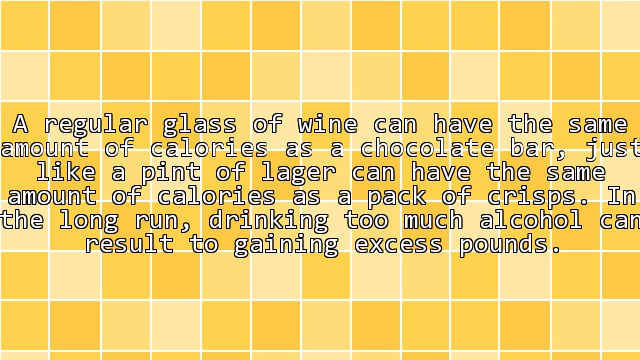 A regular glass of wine can have the same
amount of calories as a chocolate bar, just
like a pint of lager can have the same
amount of calories as a pack of crisps. In
the long run, drinking too much alcohol can
result to gaining excess pounds.